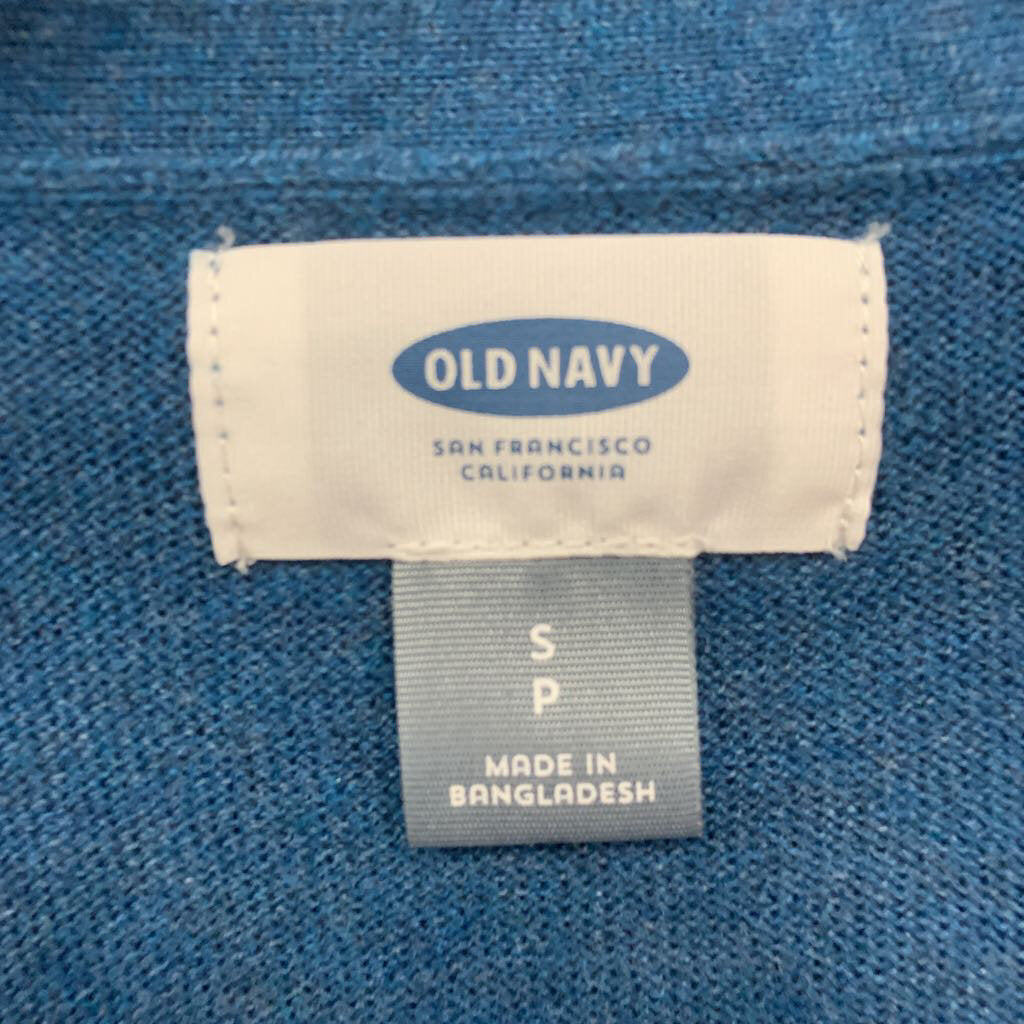 OLD NAVY
SAN FRANCISCO
CALIFORNIA
S
P
MADE IN
BANGLADESH